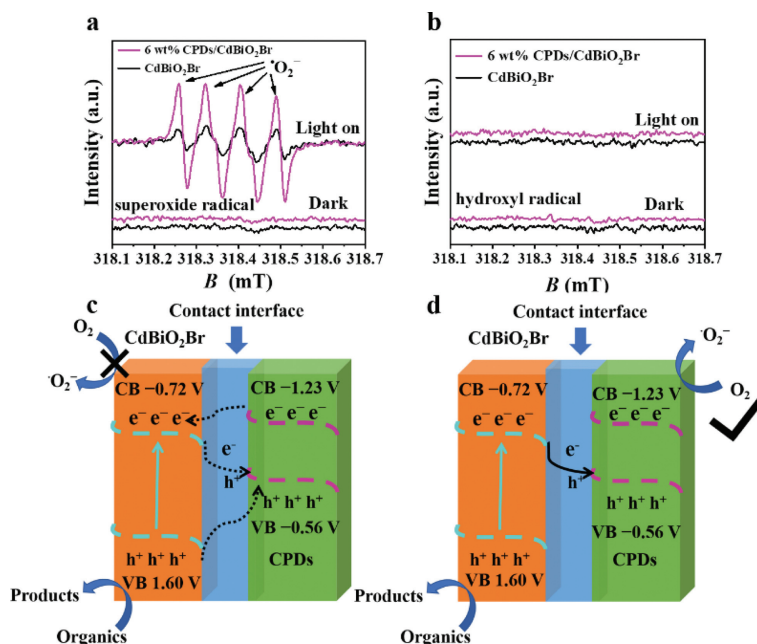 a
6 wt% CPDs/CdBiO2Br
CdBiO2Br
·O2−
Light on
superoxide radical
Dark
Intensity (a.u.)
318.1 318.2 318.3 318.4 318.5 318.6 318.7
B (mT)
b
6 wt% CPDs/CdBiO2Br
CdBiO2Br
Light on
hydroxyl radical
Dark
Intensity (a.u.)
318.1 318.2 318.3 318.4 318.5 318.6 318.7
B (mT)
c
Contact interface
O2
CdBiO2Br
·O2−
CB −0.72 V
CB −1.23 V
e− e− e−
e− e− e−
e−
h+
h+ h+ h+
VB −0.56 V
h+ h+ h+
VB 1.60 V
CPDs
Products
Organics
d
Contact interface
CdBiO2Br
·O2−
O2
CB −0.72 V
CB −1.23 V
e− e− e−
e− e− e−
e−
h+
h+ h+ h+
VB −0.56 V
h+ h+ h+
VB 1.60 V
CPDs
Products
Organics